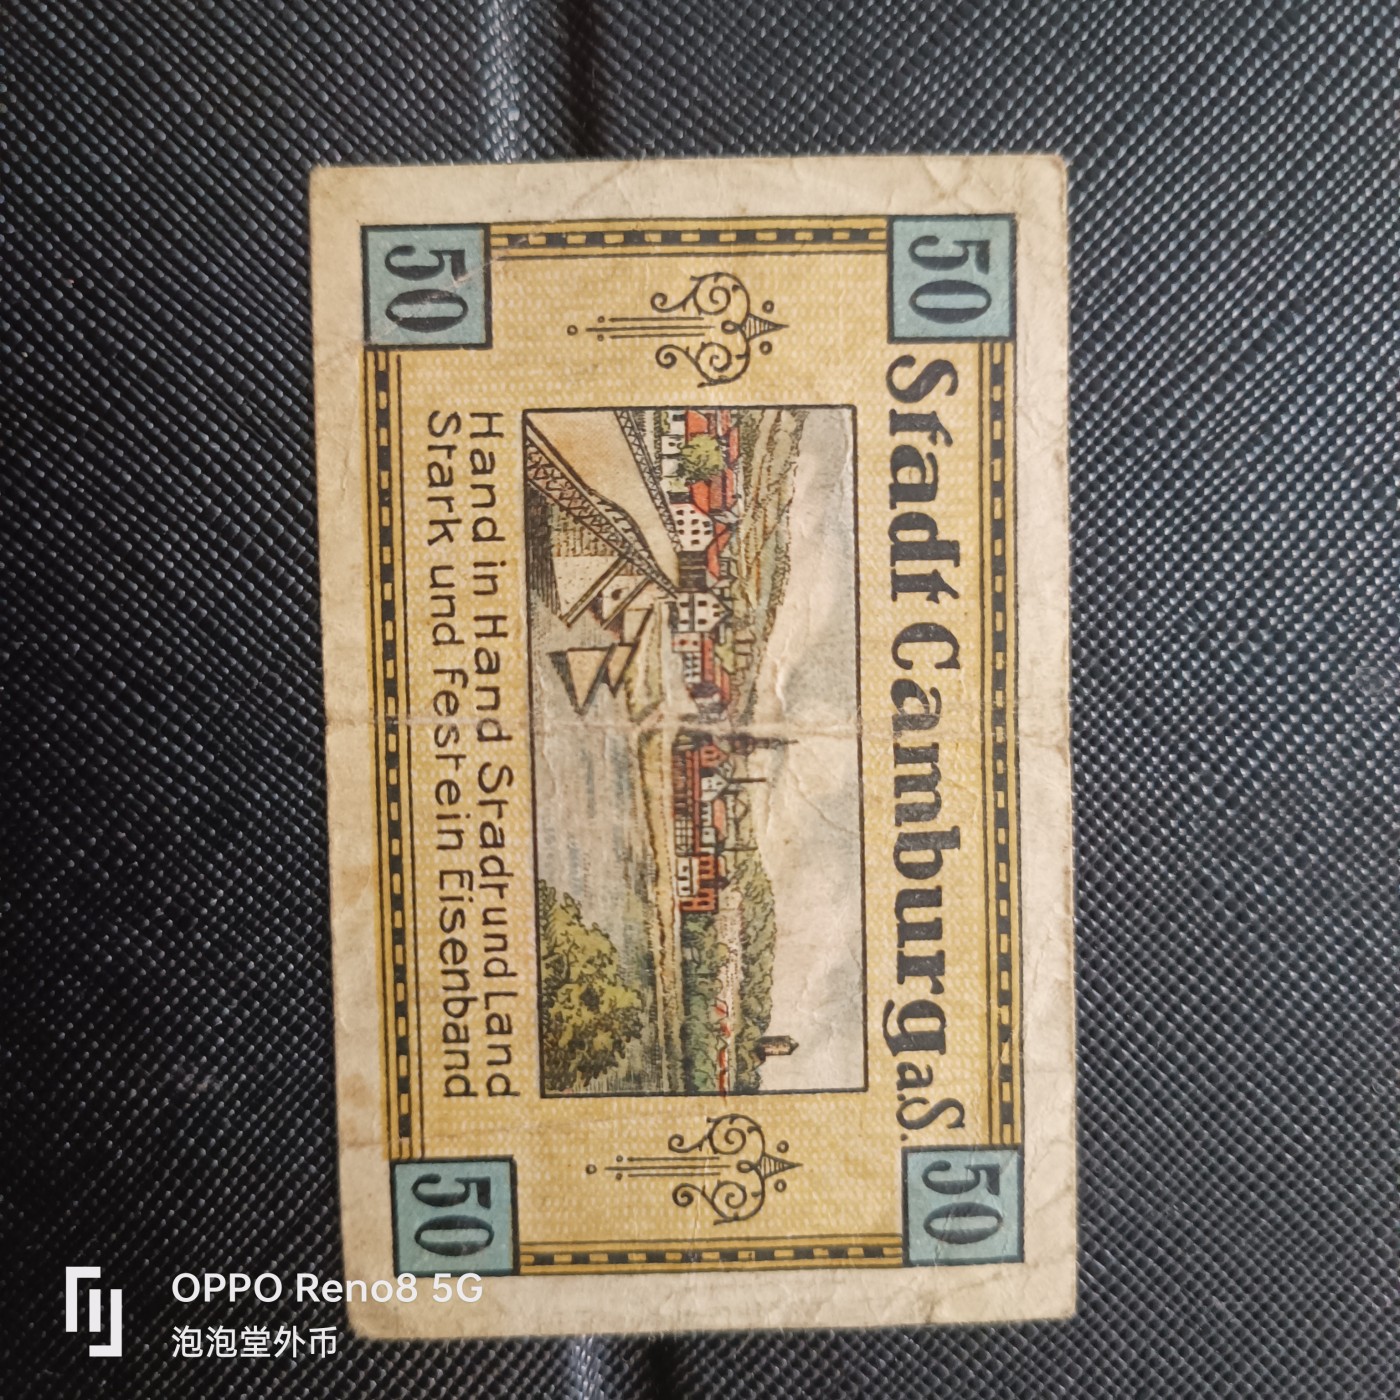 50
50
Stadt Camburg a.S.
Hand in Hand Stadt und Land
Stark und fest ein Eisenband
50
50
OPPO Reno8 5G
泡泡堂外币